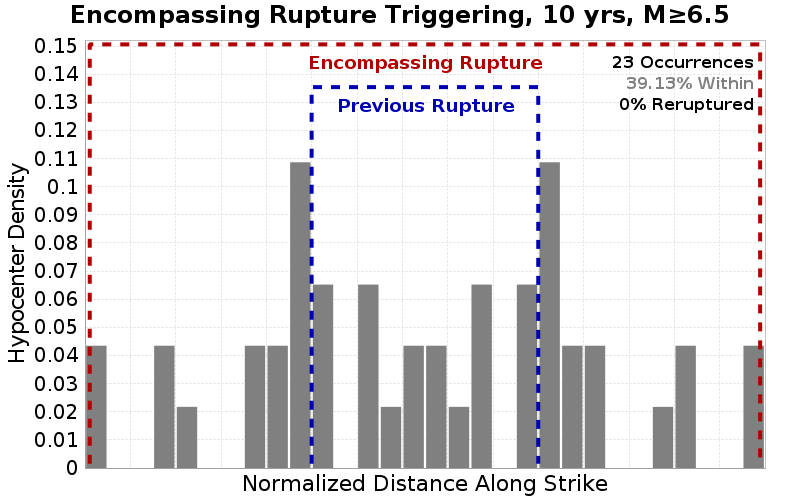 Encompassing Rupture Triggering, 10 yrs, M≥6.5
0.15
0.14
0.13
0.12
0.11
0.1
0.09
0.08
0.07
0.06
0.05
0.04
0.03
0.02
0.01
0
Hypocenter Density
Encompassing Rupture
Previous Rupture
23 Occurrences
39.13% Within
0% Reruptured
Normalized Distance Along Strike